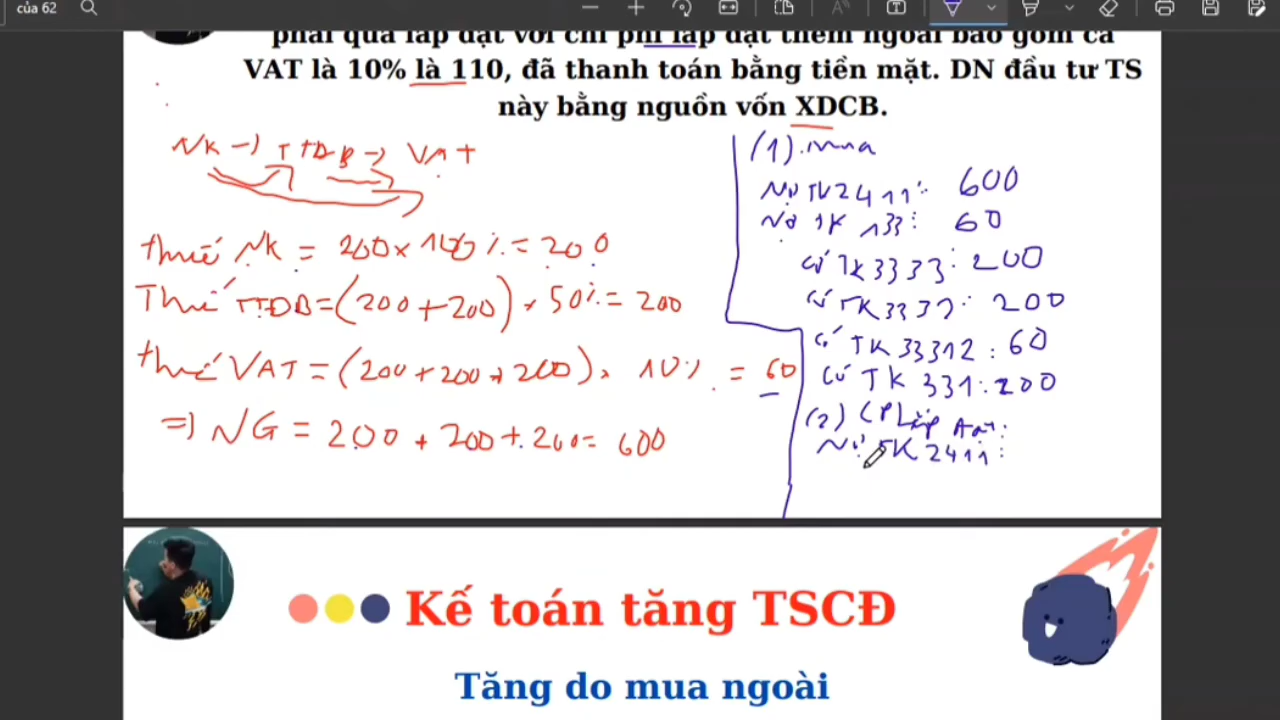 của 62
phải qua lắp đặt với chi phí lắp đặt thêm ngoài bao gồm cả
VAT là 10% là 110, đã thanh toán bằng tiền mặt. DN đầu tư TS
này bằng nguồn vốn XDCB.
NK → TTĐB → VAT
thuế NK = 200 x 100% = 200
Thuế TTĐB = (200 + 200) x 50% = 200
thuế VAT = (200 + 200 + 200) x 10% = 60
=> NG = 200 + 200 + 200 = 600
(1). Mua
Nợ TK 2411: 600
Nợ TK 133: 60
Có TK 3333: 200
Có TK 3332: 200
Có TK 33312: 60
Có TK 331: 200
(2) CP lắp đặt:
Nợ TK 2411:
Kế toán tăng TSCĐ
Tăng do mua ngoài